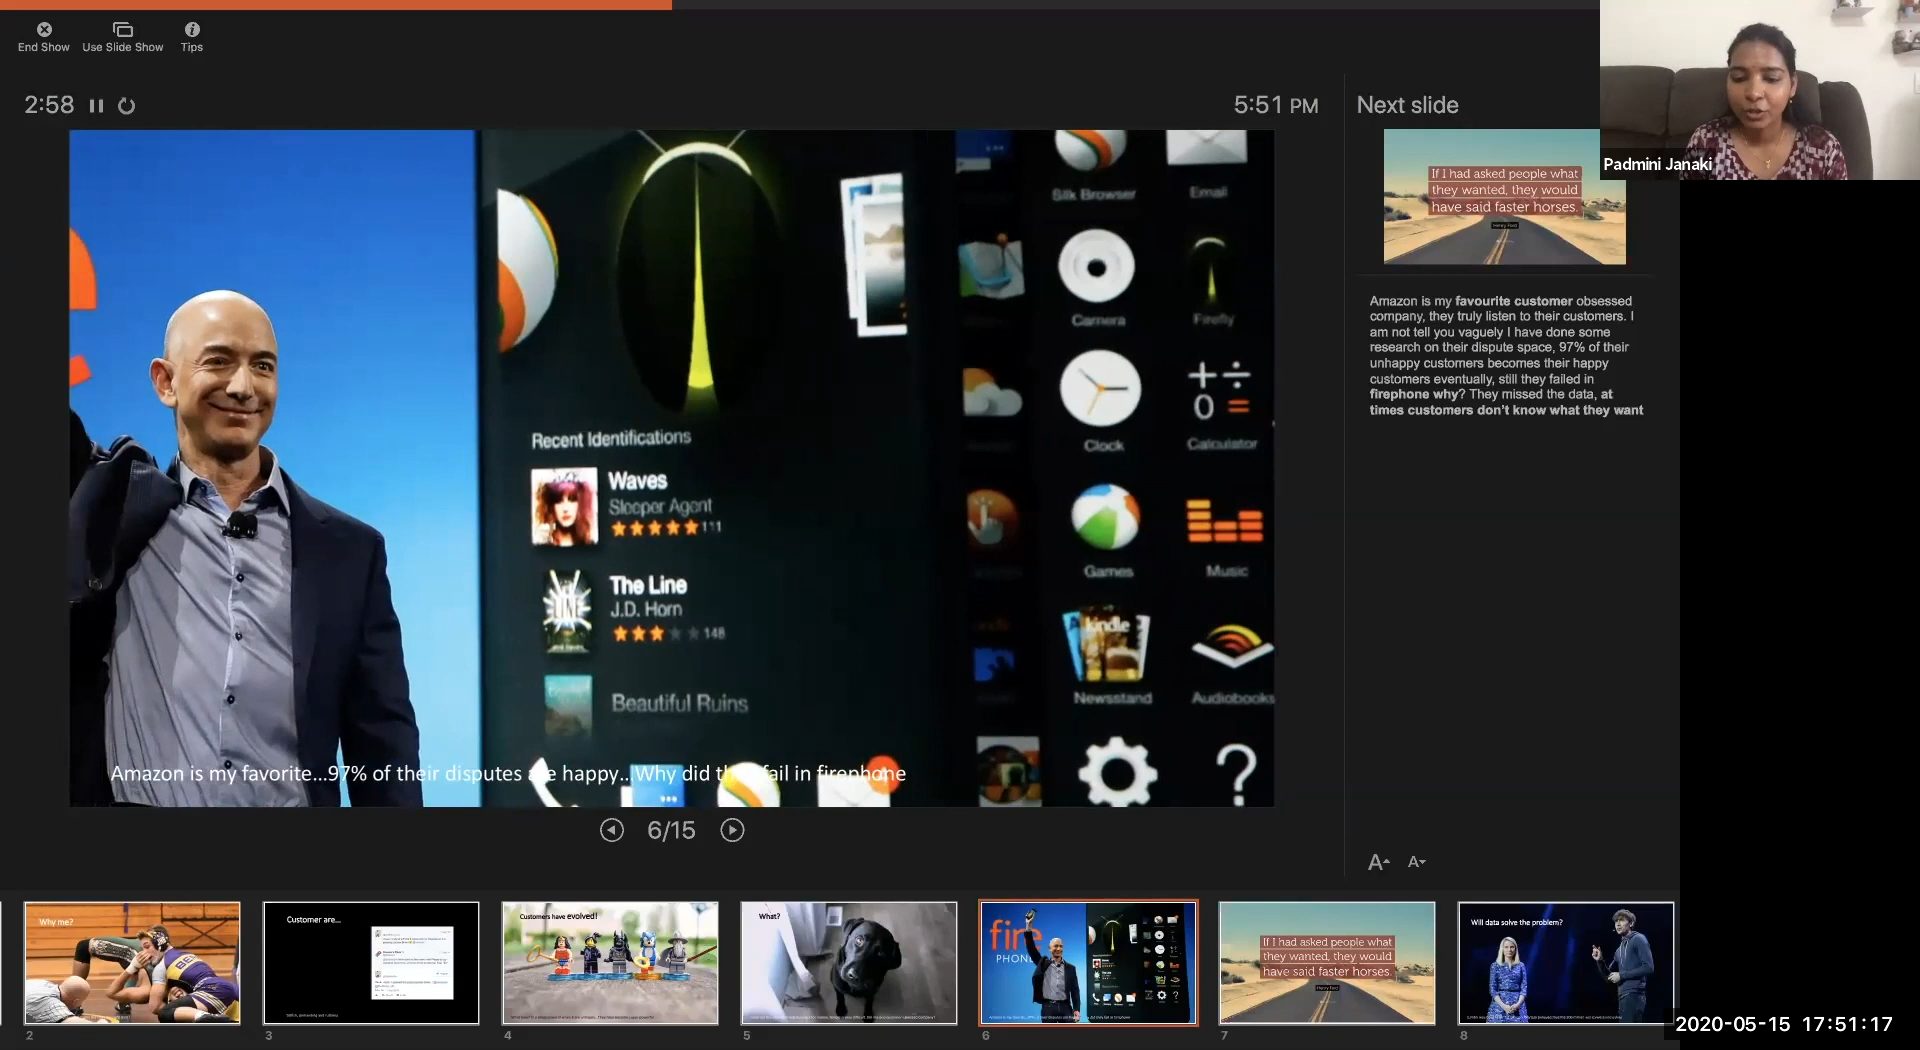 End Show
Use Slide Show
Tips
2:58
5:51 PM
Next slide
Padmini Janaki
If I had asked people what
they wanted, they would
have said faster horses.
Henry Ford
Amazon is my favourite customer obsessed
company, they truly listen to their customers. I
am not tell you vaguely I have done some
research on their dispute space, 97% of their
unhappy customers becomes their happy
customers eventually, still they failed in
firephone why? They missed the data, at
times customers don't know what they want
Silk Browser
Email
Camera
Firefly
Clock
Calculator
Games
Music
kindle
Newsstand
Audiobooks
Recent Identifications
Waves
Sleeper Agent
111
The Line
J.D. Horn
148
Beautiful Ruins
Amazon is my favorite...97% of their disputes are happy...Why did they fail in firephone
6/15
A
A
Why me?
2
Customer are...
3
Customers have evolved!
4
What?
5
fire
PHONE
6
If I had asked people what
they wanted, they would
have said faster horses.
Henry Ford
7
Will data solve the problem?
8
2020-05-15 17:51:17